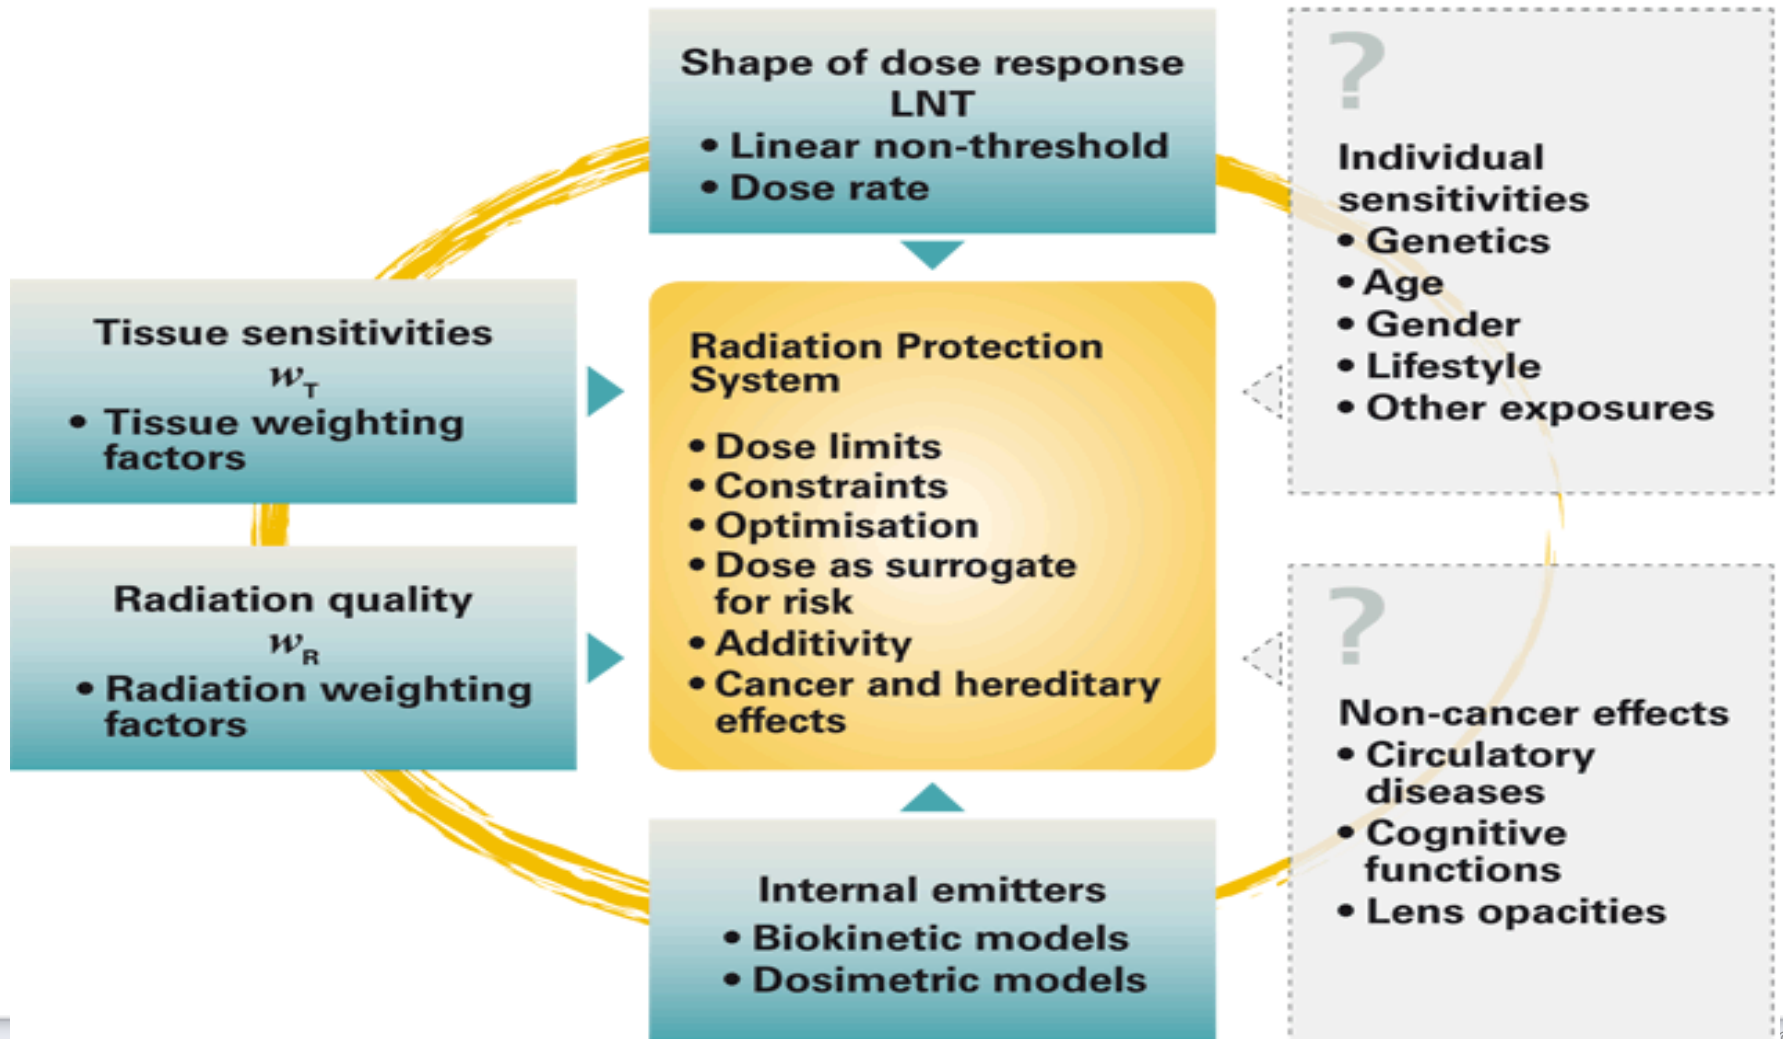 Shape of dose response
LNT
• Linear non-threshold
• Dose rate
Tissue sensitivities
w_T
• Tissue weighting
factors
Radiation quality
w_R
• Radiation weighting
factors
Radiation Protection
System
• Dose limits
• Constraints
• Optimisation
• Dose as surrogate
for risk
• Additivity
• Cancer and hereditary
effects
Internal emitters
• Biokinetic models
• Dosimetric models
?
Individual
sensitivities
• Genetics
• Age
• Gender
• Lifestyle
• Other exposures
?
Non-cancer effects
• Circulatory
diseases
• Cognitive
functions
• Lens opacities